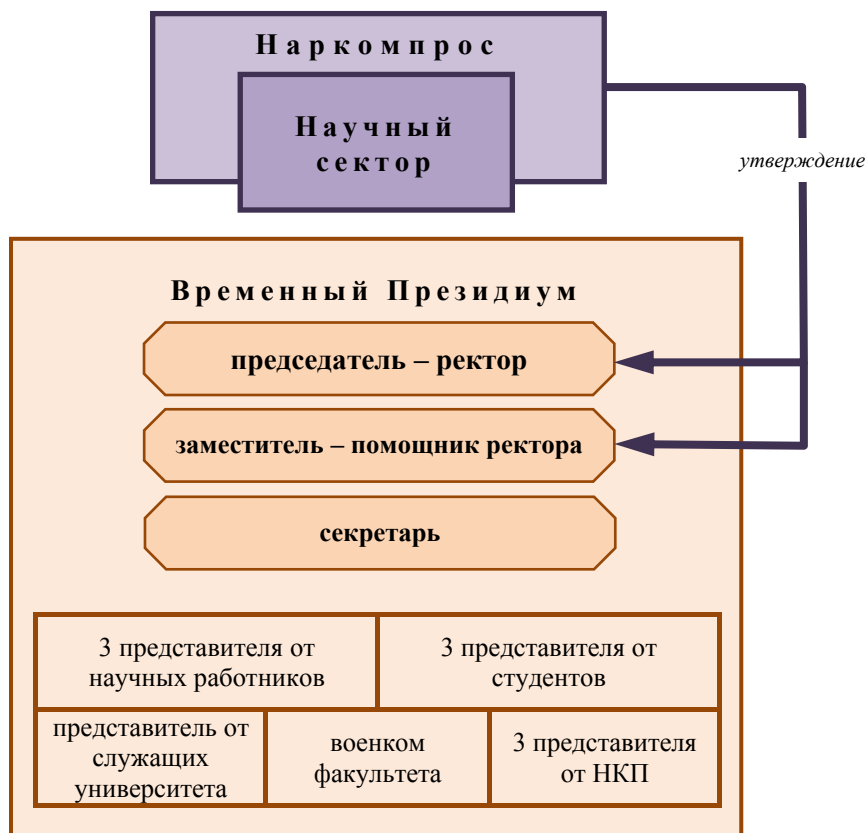 Наркомпрос
Научный
сектор
утверждение
Временный Президиум
председатель – ректор
заместитель – помощник ректора
секретарь
3 представителя от
научных работников
3 представителя от
студентов
представитель от
служащих
университета
военком
факультета
3 представителя
от НКП